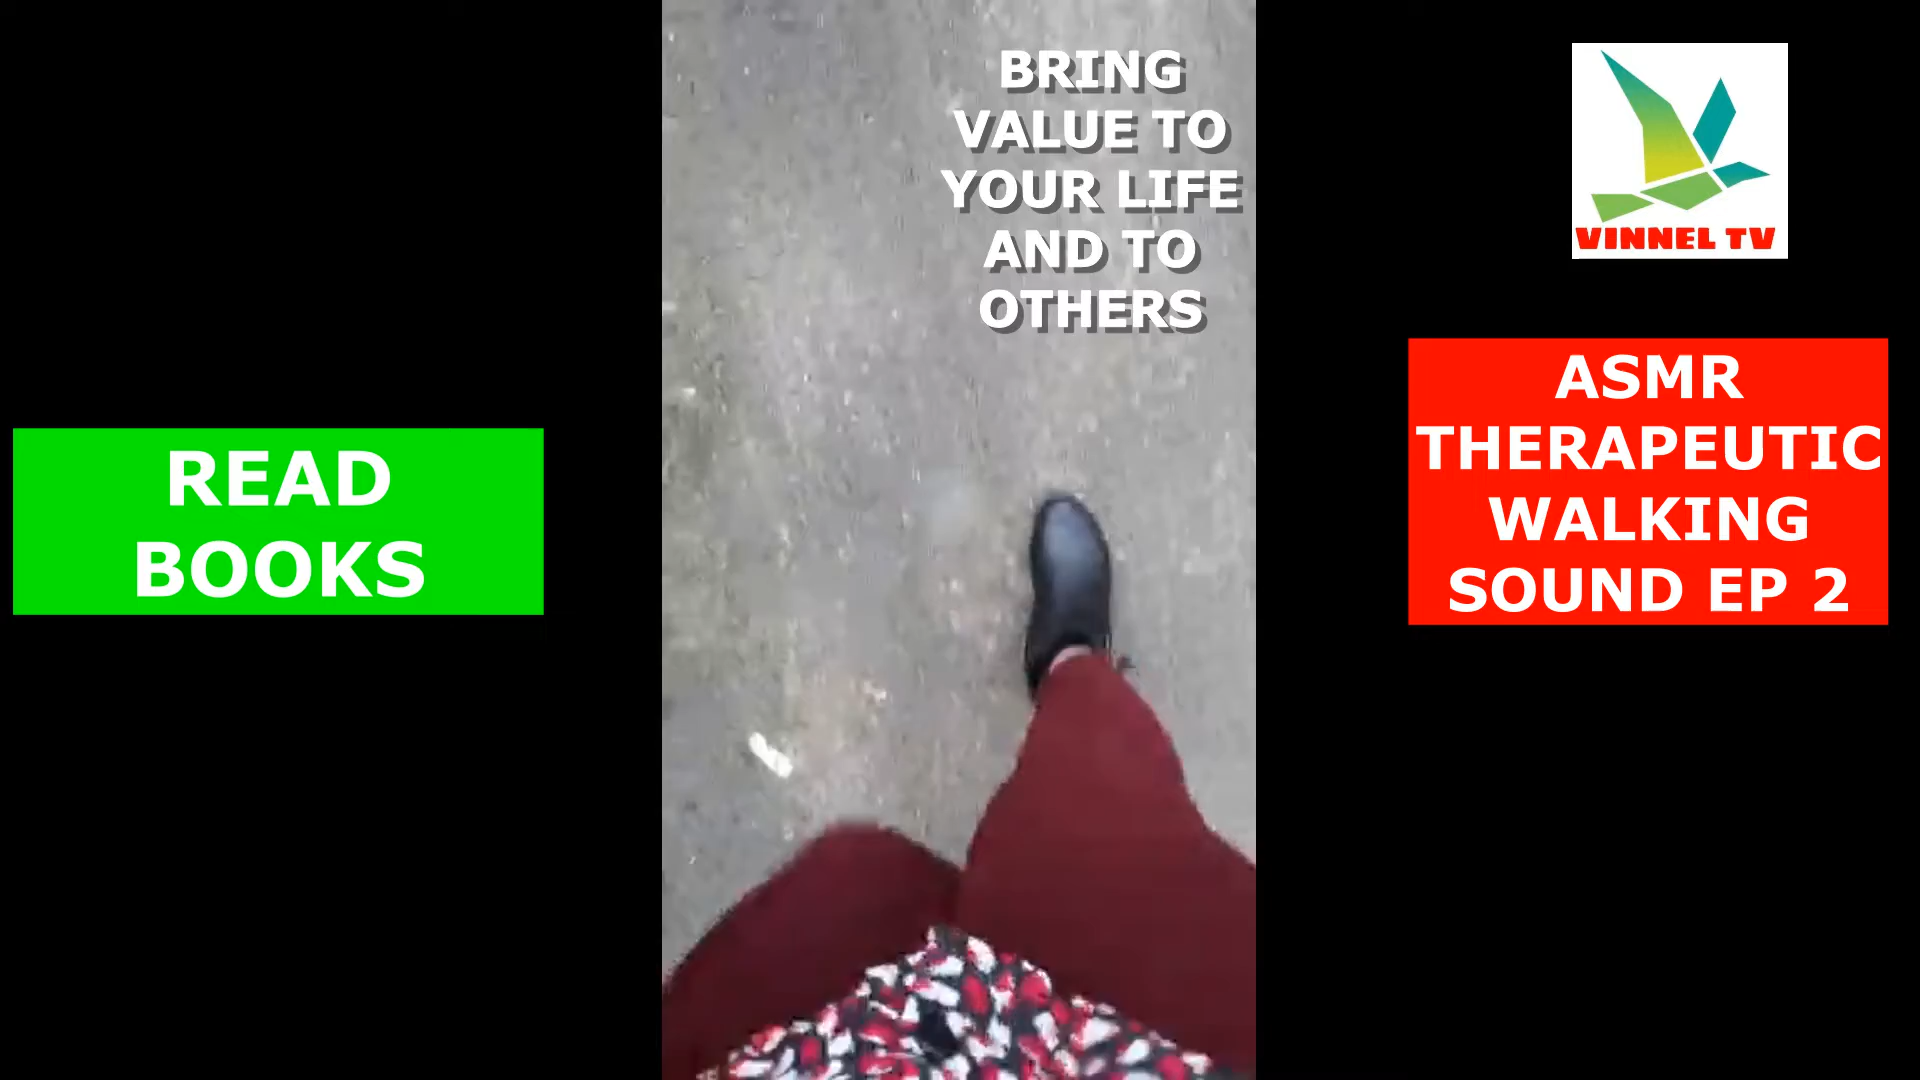 READ
BOOKS
BRING
VALUE TO
YOUR LIFE
AND TO
OTHERS
VINNEL TV
ASMR
THERAPEUTIC
WALKING
SOUND EP 2